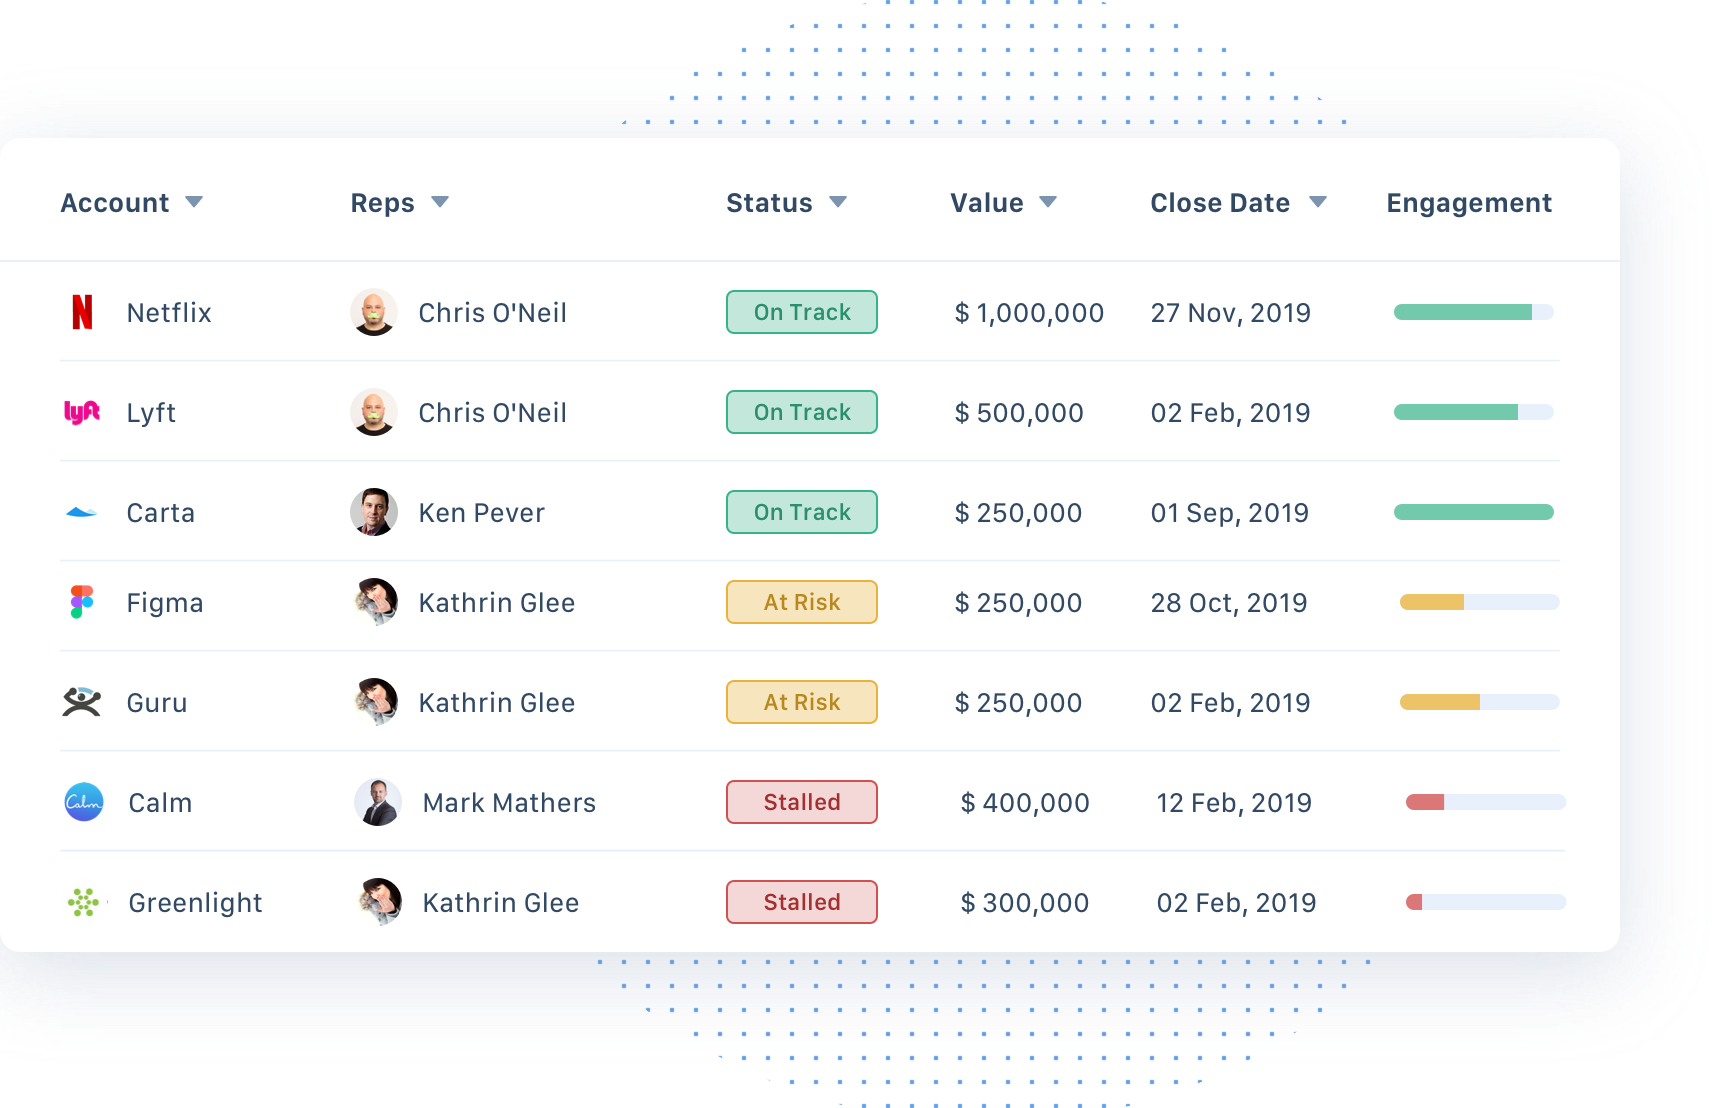 Account Reps Status Value Close Date Engagement
Netflix Chris O'Neil On Track $ 1,000,000 27 Nov, 2019
lyft Lyft Chris O'Neil On Track $ 500,000 02 Feb, 2019
Carta Ken Pever On Track $ 250,000 01 Sep, 2019
Figma Kathrin Glee At Risk $ 250,000 28 Oct, 2019
Guru Kathrin Glee At Risk $ 250,000 02 Feb, 2019
Calm Calm Mark Mathers Stalled $ 400,000 12 Feb, 2019
Greenlight Kathrin Glee Stalled $ 300,000 02 Feb, 2019